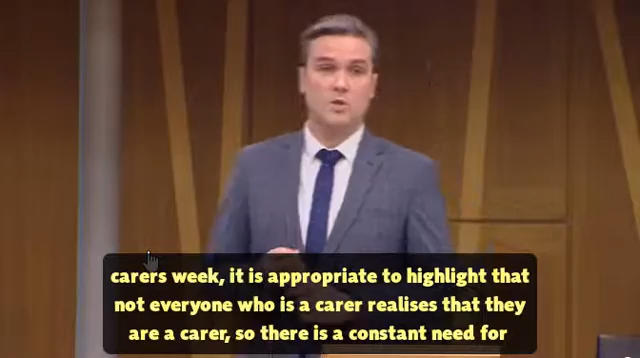 carers week, it is appropriate to highlight that
not everyone who is a carer realises that they
are a carer, so there is a constant need for